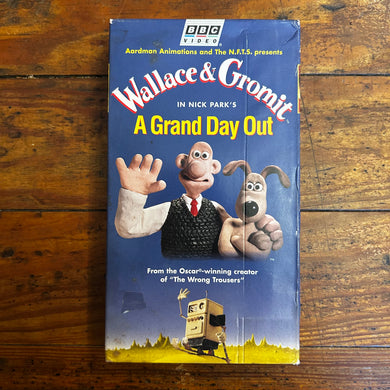 BBC
VIDEO
Aardman Animations and The N.F.T.S. presents
Wallace & Gromit
IN NICK PARK'S
A Grand Day Out
From the Oscar®-winning creator
of "The Wrong Trousers"